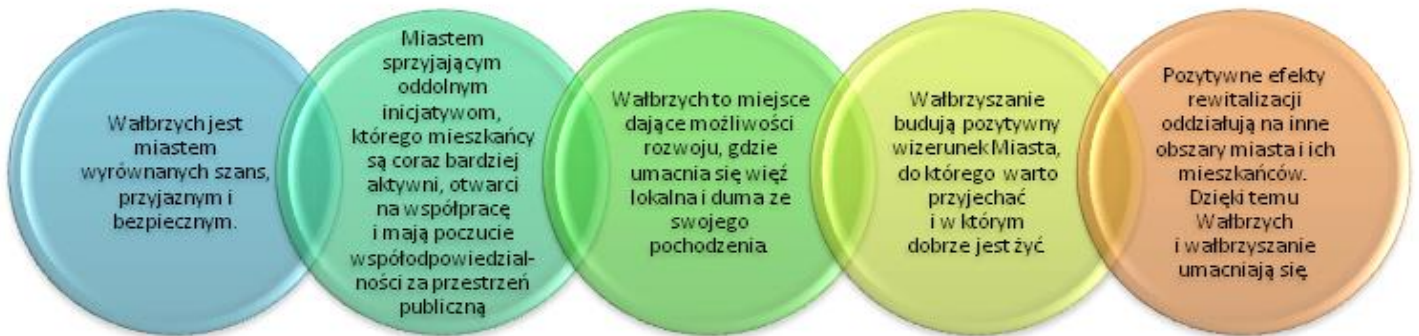 Wałbrzych jest
miastem
wyrównanych szans,
przyjaznym i
bezpiecznym.
Miastem
sprzyjającym
oddolnym
inicjatywom,
którego mieszkańcy
są coraz bardziej
aktywni, otwarci
na współpracę
i mają poczucie
współodpowiedzial-
ności za przestrzeń
publiczną
Wałbrzych to miejsce
dające możliwości
rozwoju, gdzie
umacnia się więź
lokalna i duma ze
swojego
pochodzenia.
Wałbrzyszanie
budują pozytywny
wizerunek Miasta,
do którego warto
przyjechać
i w którym
dobrze jest żyć.
Pozytywne efekty
rewitalizacji
oddziałują na inne
obszary miasta i ich
mieszkańców.
Dzięki temu
Wałbrzych
i wałbrzyszanie
umacniają się.